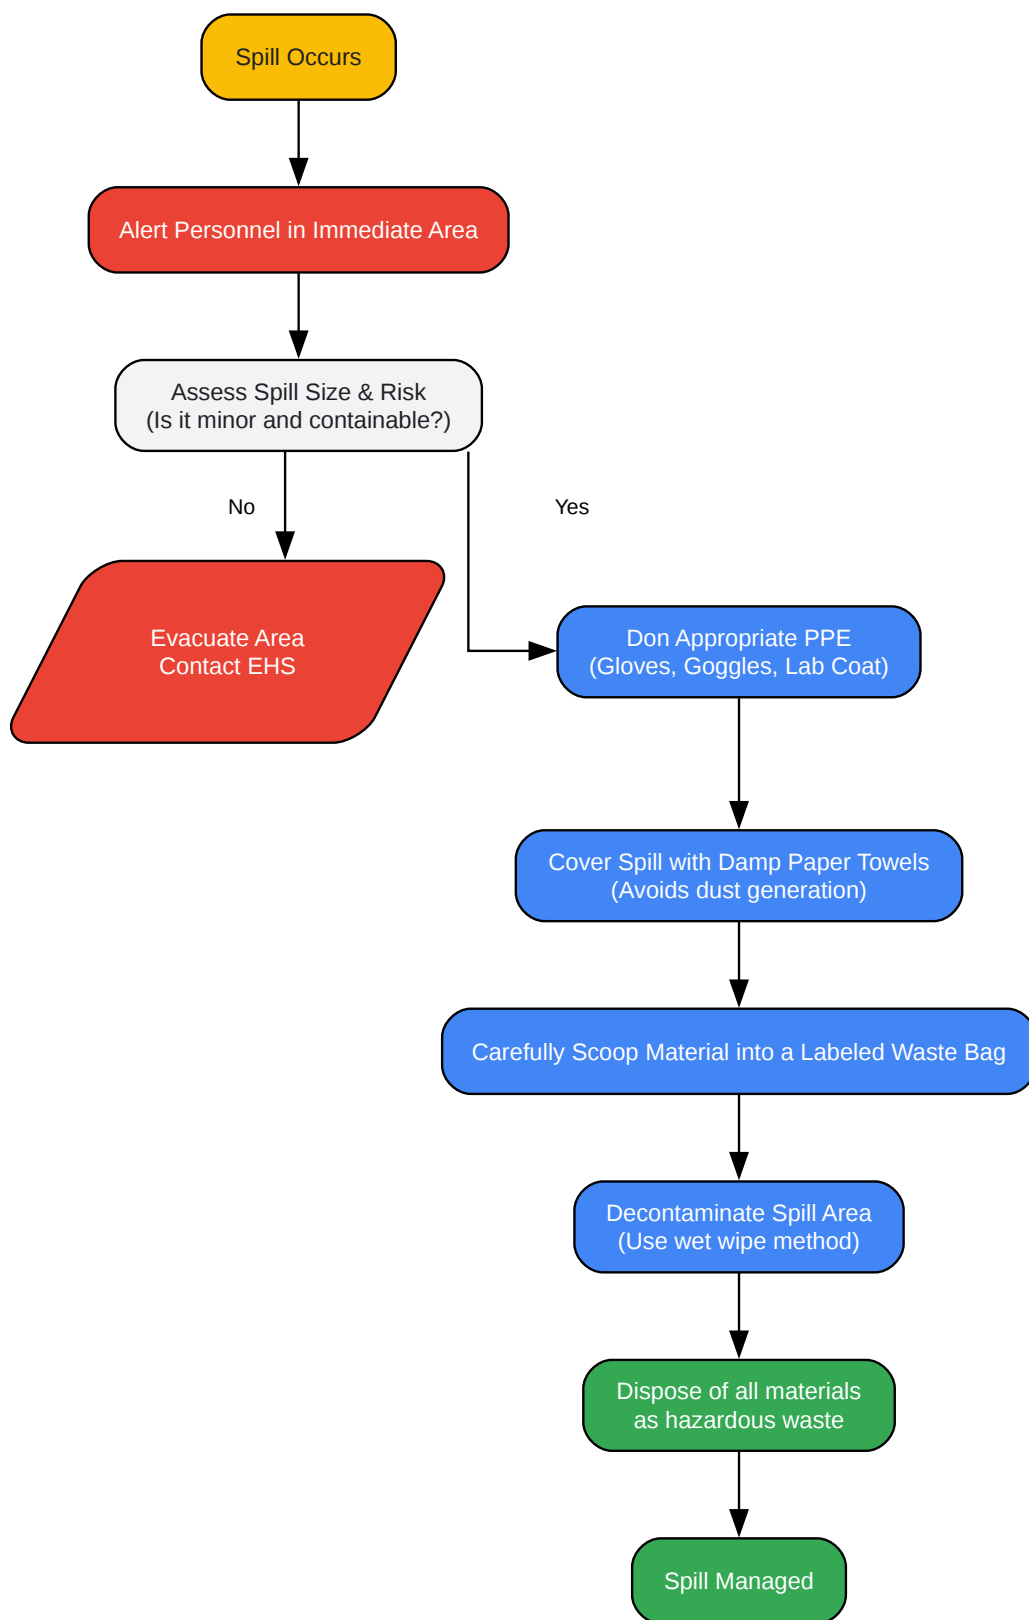 Spill Occurs
Alert Personnel in Immediate Area
Assess Spill Size & Risk
(Is it minor and containable?)
No
Yes
Evacuate Area
Contact EHS
Don Appropriate PPE
(Gloves, Goggles, Lab Coat)
Cover Spill with Damp Paper Towels
(Avoids dust generation)
Carefully Scoop Material into a Labeled Waste Bag
Decontaminate Spill Area
(Use wet wipe method)
Dispose of all materials
as hazardous waste
Spill Managed